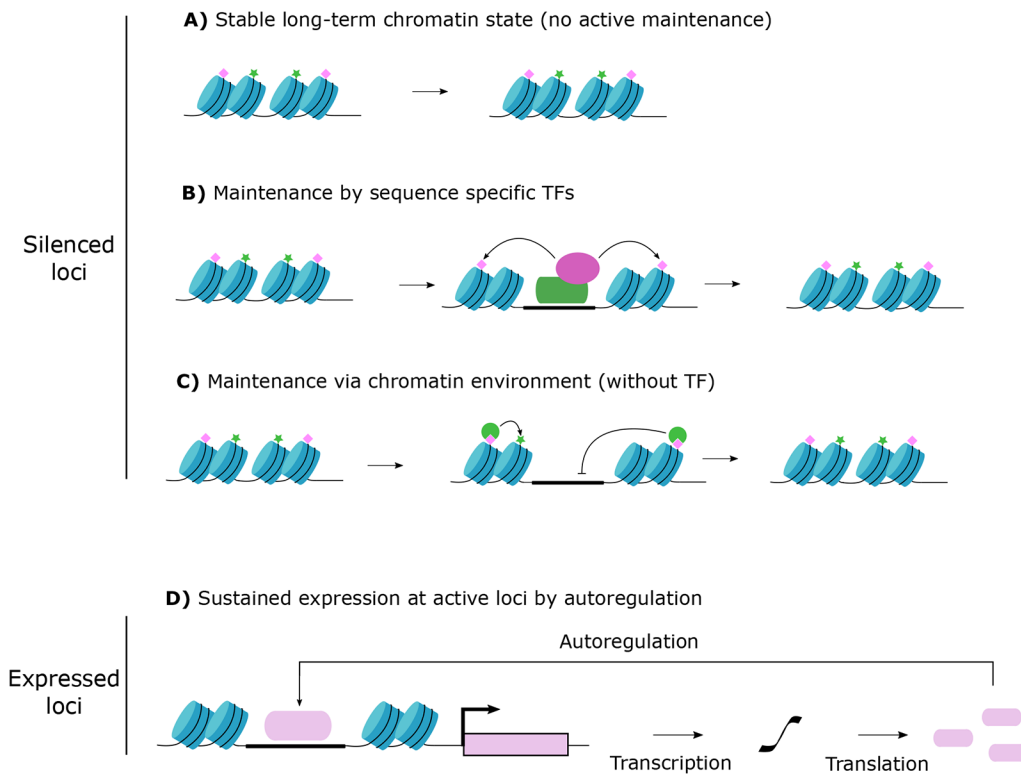 A) Stable long-term chromatin state (no active maintenance)
B) Maintenance by sequence specific TFs
Silenced
loci
C) Maintenance via chromatin environment (without TF)
D) Sustained expression at active loci by autoregulation
Autoregulation
Expressed
loci
Transcription
Translation